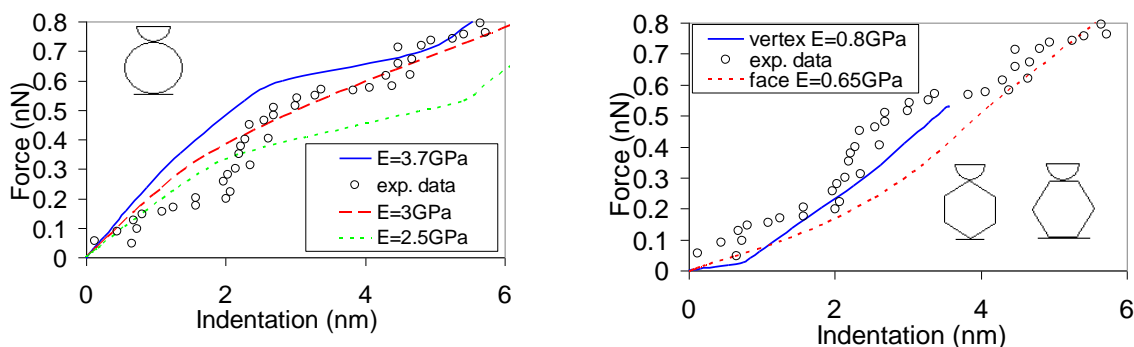 0.8
0.7
0.6
0.5
0.4
0.3
0.2
0.1
0
Force (nN)
E=3.7GPa
exp. data
E=3GPa
E=2.5GPa
0 2 4 6
Indentation (nm)
0.8
0.7
0.6
0.5
0.4
0.3
0.2
0.1
0
Force (nN)
vertex E=0.8GPa
exp. data
face E=0.65GPa
0 2 4 6
Indentation (nm)